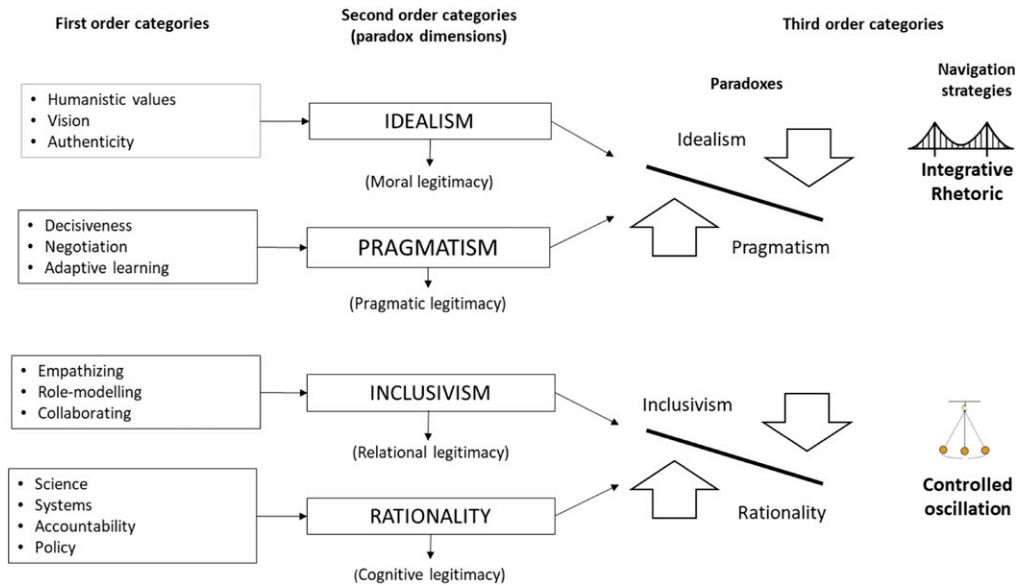 First order categories
Second order categories
(paradox dimensions)
Third order categories
Paradoxes
Navigation
strategies
• Humanistic values
• Vision
• Authenticity
IDEALISM
(Moral legitimacy)
Idealism
Pragmatism
Integrative
Rhetoric
• Decisiveness
• Negotiation
• Adaptive learning
PRAGMATISM
(Pragmatic legitimacy)
• Empathizing
• Role-modelling
• Collaborating
INCLUSIVISM
(Relational legitimacy)
Inclusivism
Rationality
Controlled
oscillation
• Science
• Systems
• Accountability
• Policy
RATIONALITY
(Cognitive legitimacy)